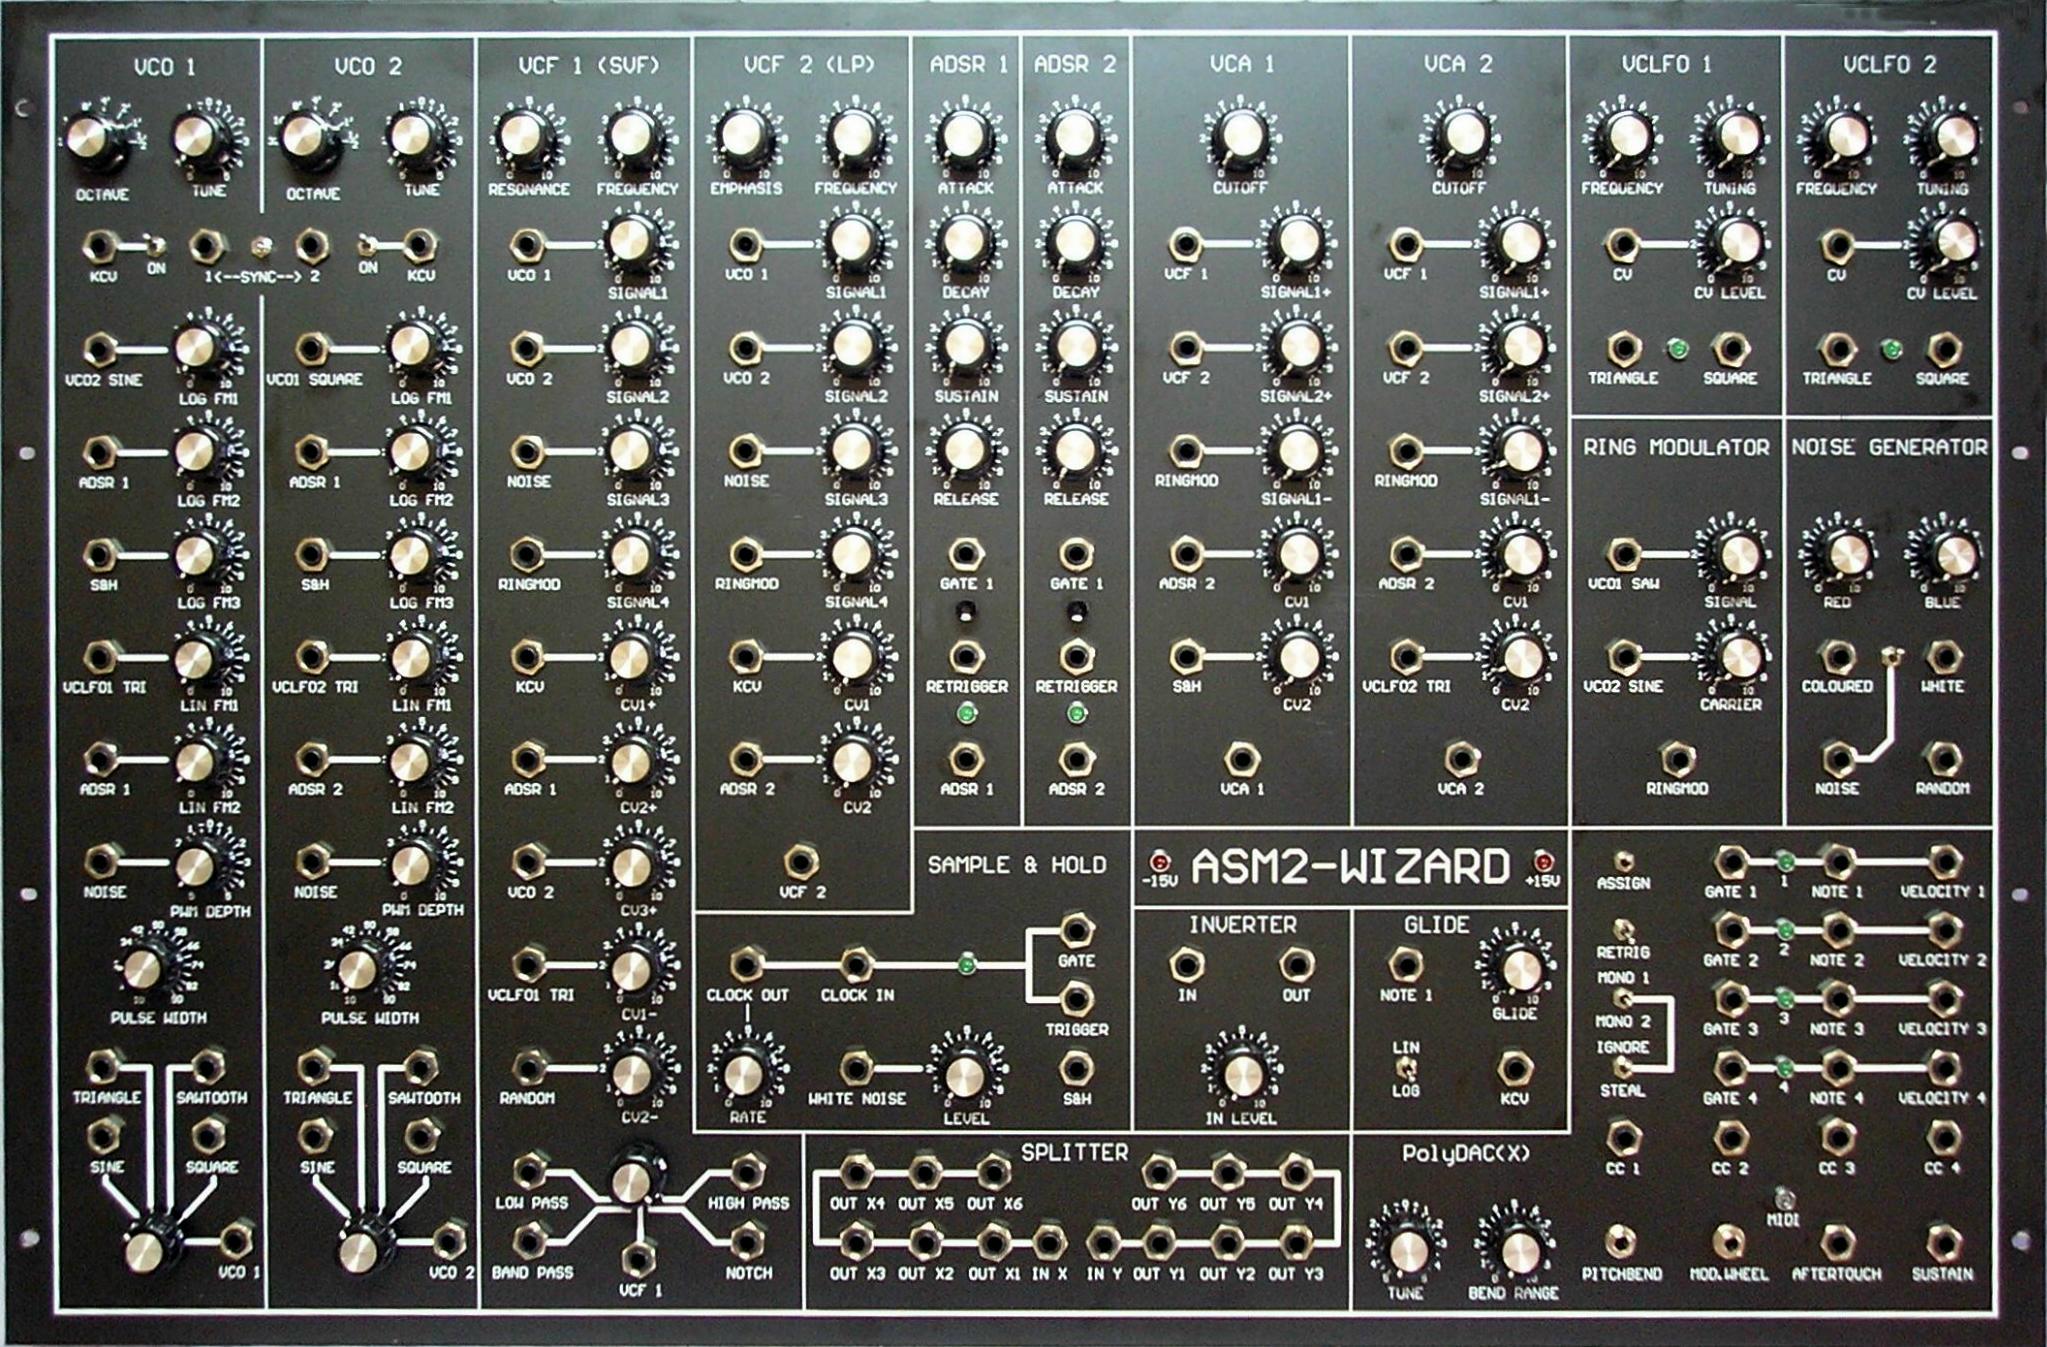 VCO 1
OCTAVE
TUNE
KCV
ON
1<--SYNC--> 2
VCO2 SINE
LOG FM1
ADSR 1
LOG FM2
S&H
LOG FM3
VCLFO1 TRI
LIN FM1
ADSR 1
LIN FM2
NOISE
PWM DEPTH
PULSE WIDTH
TRIANGLE
SAWTOOTH
SINE
SQUARE
VCO 1
VCO 2
OCTAVE
TUNE
ON
KCV
VCO1 SQUARE
LOG FM1
ADSR 1
LOG FM2
S&H
LOG FM3
VCLFO2 TRI
LIN FM1
ADSR 2
LIN FM2
NOISE
PWM DEPTH
PULSE WIDTH
TRIANGLE
SAWTOOTH
SINE
SQUARE
VCO 2
VCF 1 (SVF)
RESONANCE
FREQUENCY
VCO 1
SIGNAL1
VCO 2
SIGNAL2
NOISE
SIGNAL3
RINGMOD
SIGNAL4
KCV
CV1+
ADSR 1
CV2+
VCO 2
CV3+
VCLFO1 TRI
CV1-
RANDOM
CV2-
LOW PASS
HIGH PASS
BAND PASS
NOTCH
VCF 1
VCF 2 (LP)
EMPHASIS
FREQUENCY
VCO 1
SIGNAL1
VCO 2
SIGNAL2
NOISE
SIGNAL3
RINGMOD
SIGNAL4
KCV
CV1
ADSR 2
CV2
VCF 2
ADSR 1
ATTACK
DECAY
SUSTAIN
RELEASE
GATE 1
RETRIGGER
ADSR 1
ADSR 2
ATTACK
DECAY
SUSTAIN
RELEASE
GATE 1
RETRIGGER
ADSR 2
SAMPLE & HOLD
CLOCK OUT
CLOCK IN
GATE
TRIGGER
RATE
WHITE NOISE
LEVEL
S&H
VCA 1
CUTOFF
VCF 1
SIGNAL1+
VCF 2
SIGNAL2+
RINGMOD
SIGNAL1-
ADSR 2
CV1
S&H
CV2
VCA 1
VCA 2
CUTOFF
VCF 1
SIGNAL1+
VCF 2
SIGNAL2+
RINGMOD
SIGNAL1-
ADSR 2
CV1
VCLFO2 TRI
CV2
VCA 2
-15V
ASM2-WIZARD
+15V
INVERTER
IN
OUT
IN LEVEL
GLIDE
NOTE 1
GLIDE
LIN
LOG
KCV
SPLITTER
OUT X4 OUT X5 OUT X6
OUT Y6 OUT Y5 OUT Y4
OUT X3 OUT X2 OUT X1 IN X
IN Y OUT Y1 OUT Y2 OUT Y3
VCLFO 1
FREQUENCY
TUNING
CV
CV LEVEL
TRIANGLE
SQUARE
VCLFO 2
FREQUENCY
TUNING
CV
CV LEVEL
TRIANGLE
SQUARE
RING MODULATOR
VCO1 SAW
SIGNAL
VCO2 SINE
CARRIER
RINGMOD
NOISE GENERATOR
RED
BLUE
COLOURED
WHITE
NOISE
RANDOM
PolyDAC(X)
TUNE
BEND RANGE
ASSIGN
RETRIG
MONO 1
MONO 2
IGNORE
STEAL
GATE 1
1
NOTE 1
VELOCITY 1
GATE 2
2
NOTE 2
VELOCITY 2
GATE 3
3
NOTE 3
VELOCITY 3
GATE 4
4
NOTE 4
VELOCITY 4
CC 1
CC 2
CC 3
CC 4
MIDI
PITCHBEND
MOD.WHEEL
AFTERTOUCH
SUSTAIN